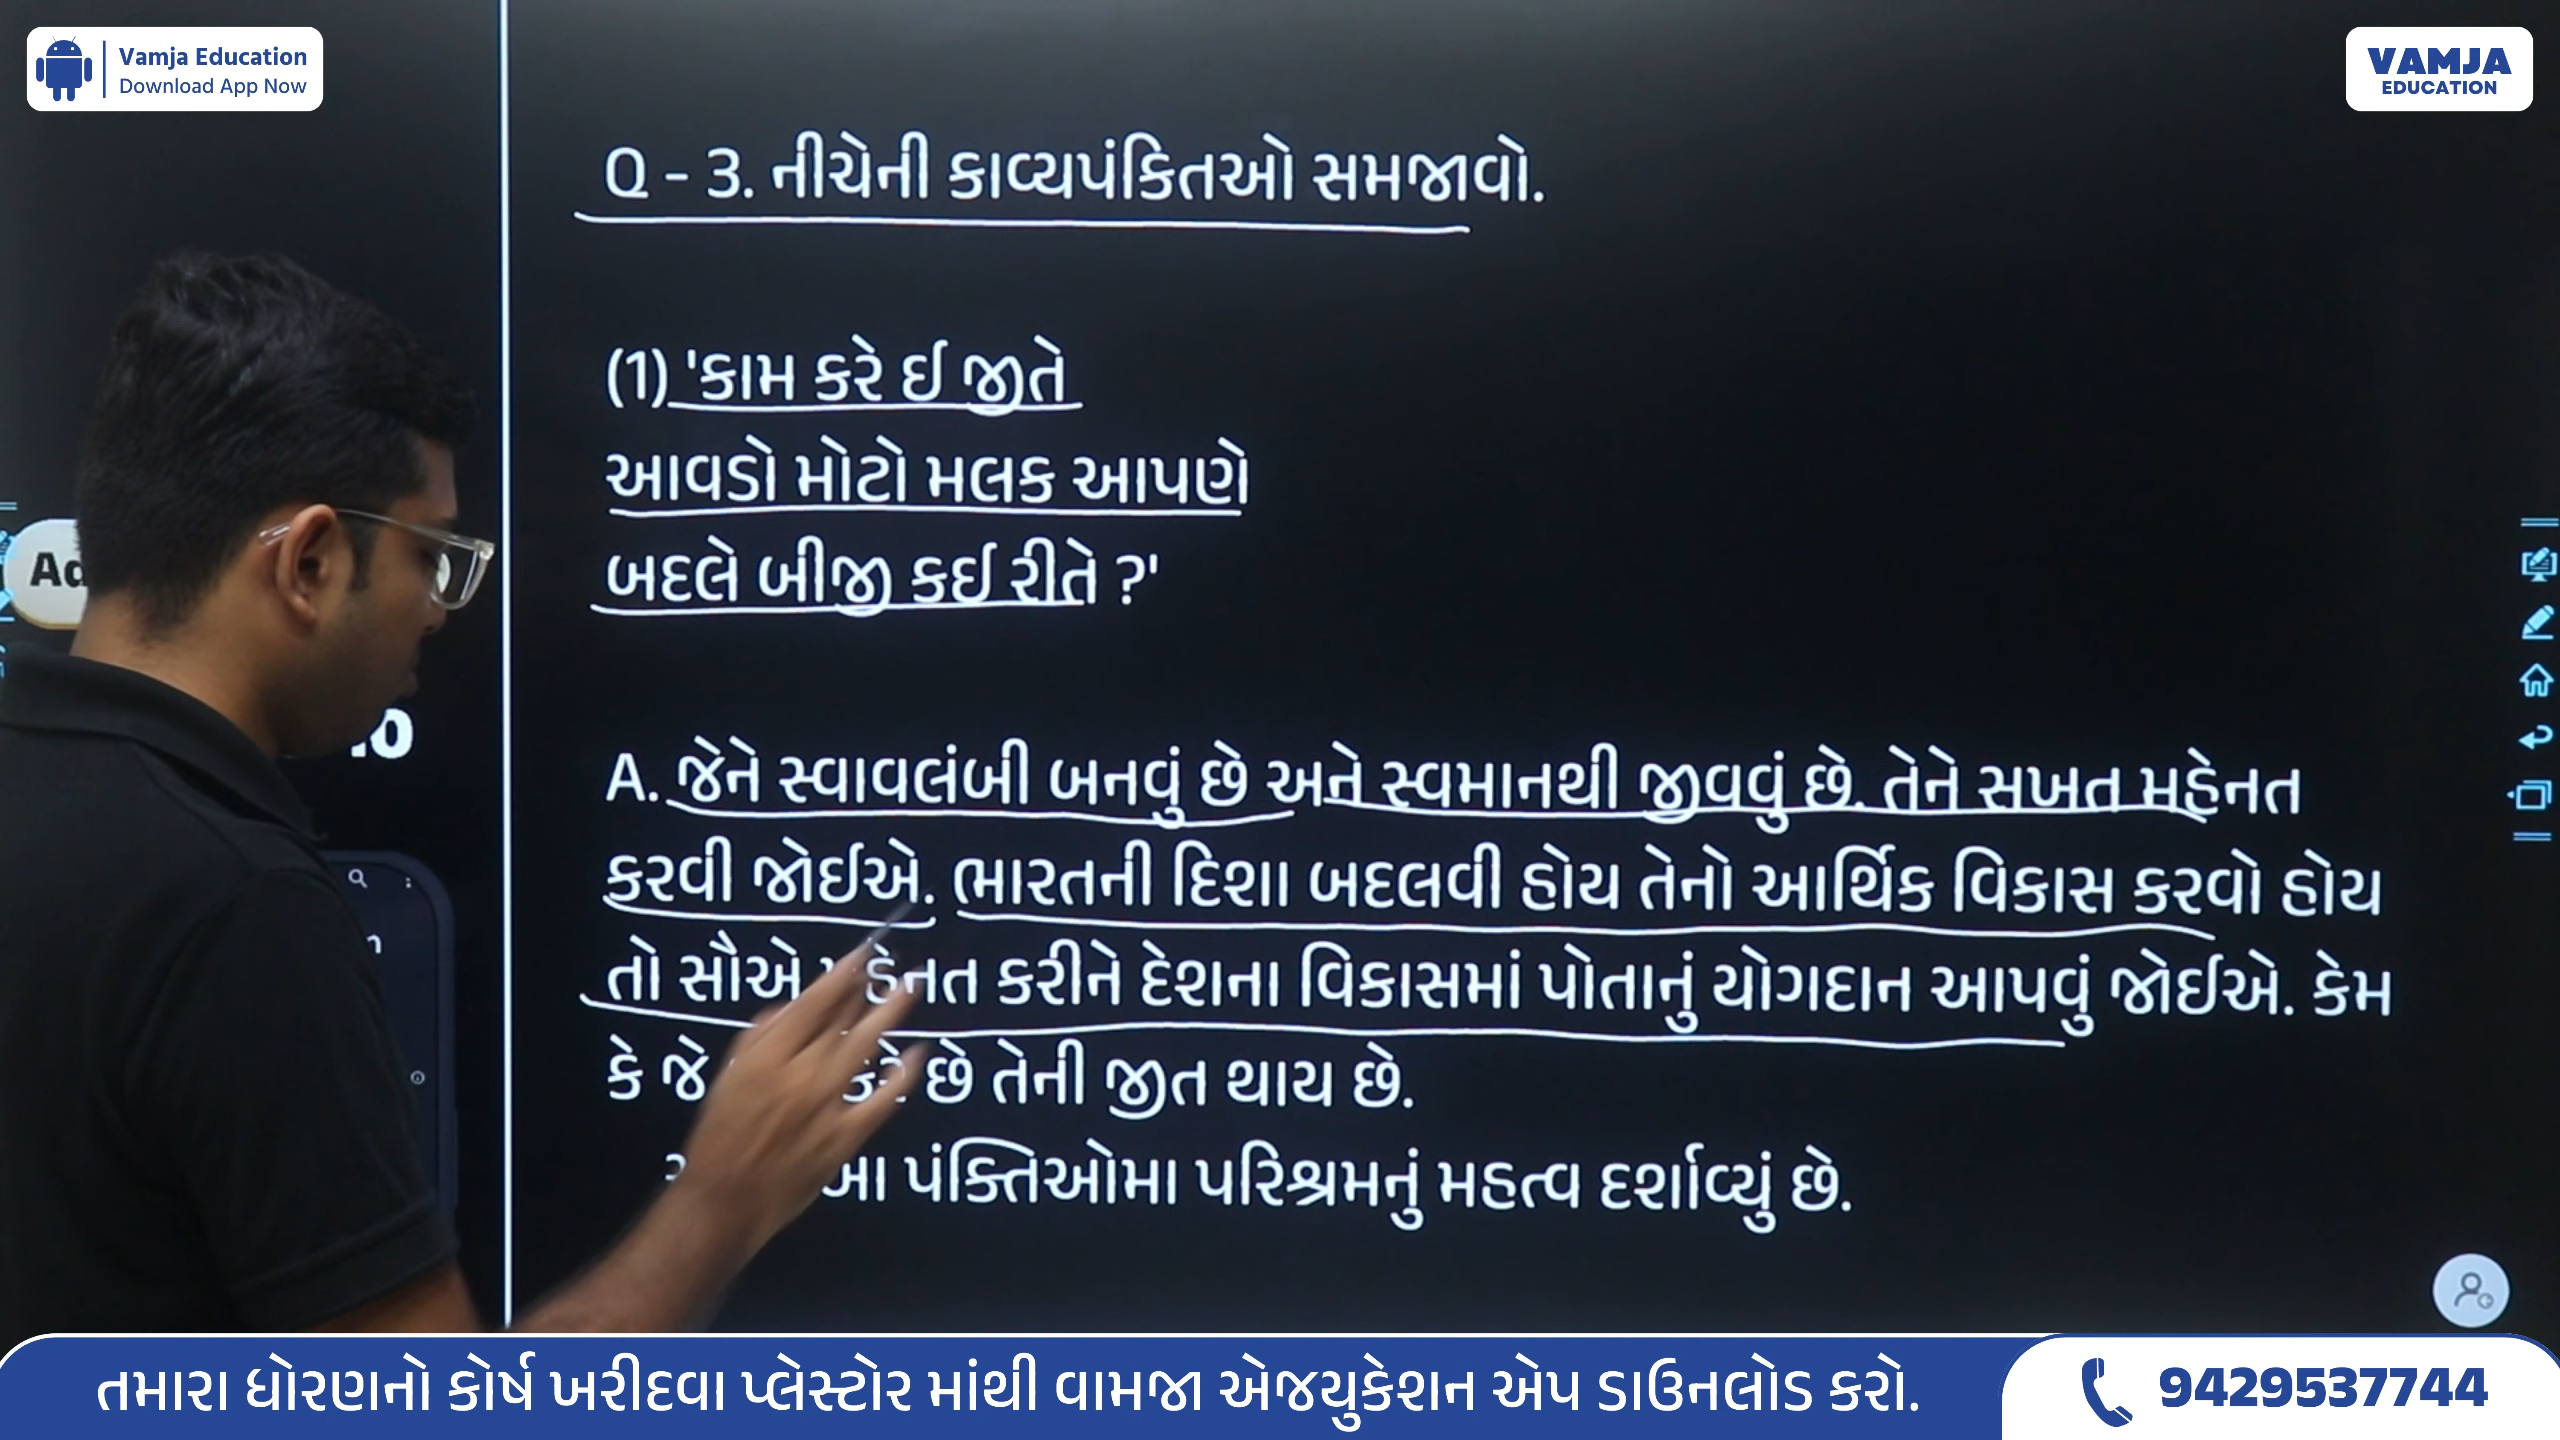 Vamja Education
Download App Now
VAMJA
EDUCATION
Q - 3. નીચેની કાવ્યપંકિતઓ સમજાવો.
(1) 'કામ કરે ઈ જીતે
આવડો મોટો મલક આપણે
બદલે બીજી કઈ રીતે ?'
A. જેને સ્વાવલંબી બનવું છે અને સ્વમાનથી જીવવું છે. તેને સખત મહેનત
કરવી જોઈએ. ભારતની દિશા બદલવી હોય તેનો આર્થિક વિકાસ કરવો હોય
તો સૌએ કરીને દેશના વિકાસમાં પોતાનું યોગદાન આપવું જોઈએ. કેમ
કે જે છે તેની જીત થાય છે.
આ પંક્તિઓમા પરિશ્રમનું મહત્વ દર્શાવ્યું છે.
તમારા ધોરણનો કોર્ષ ખરીદવા પ્લેસ્ટોર માંથી વામજા એજયુકેશન એપ ડાઉનલોડ કરો.
9429537744